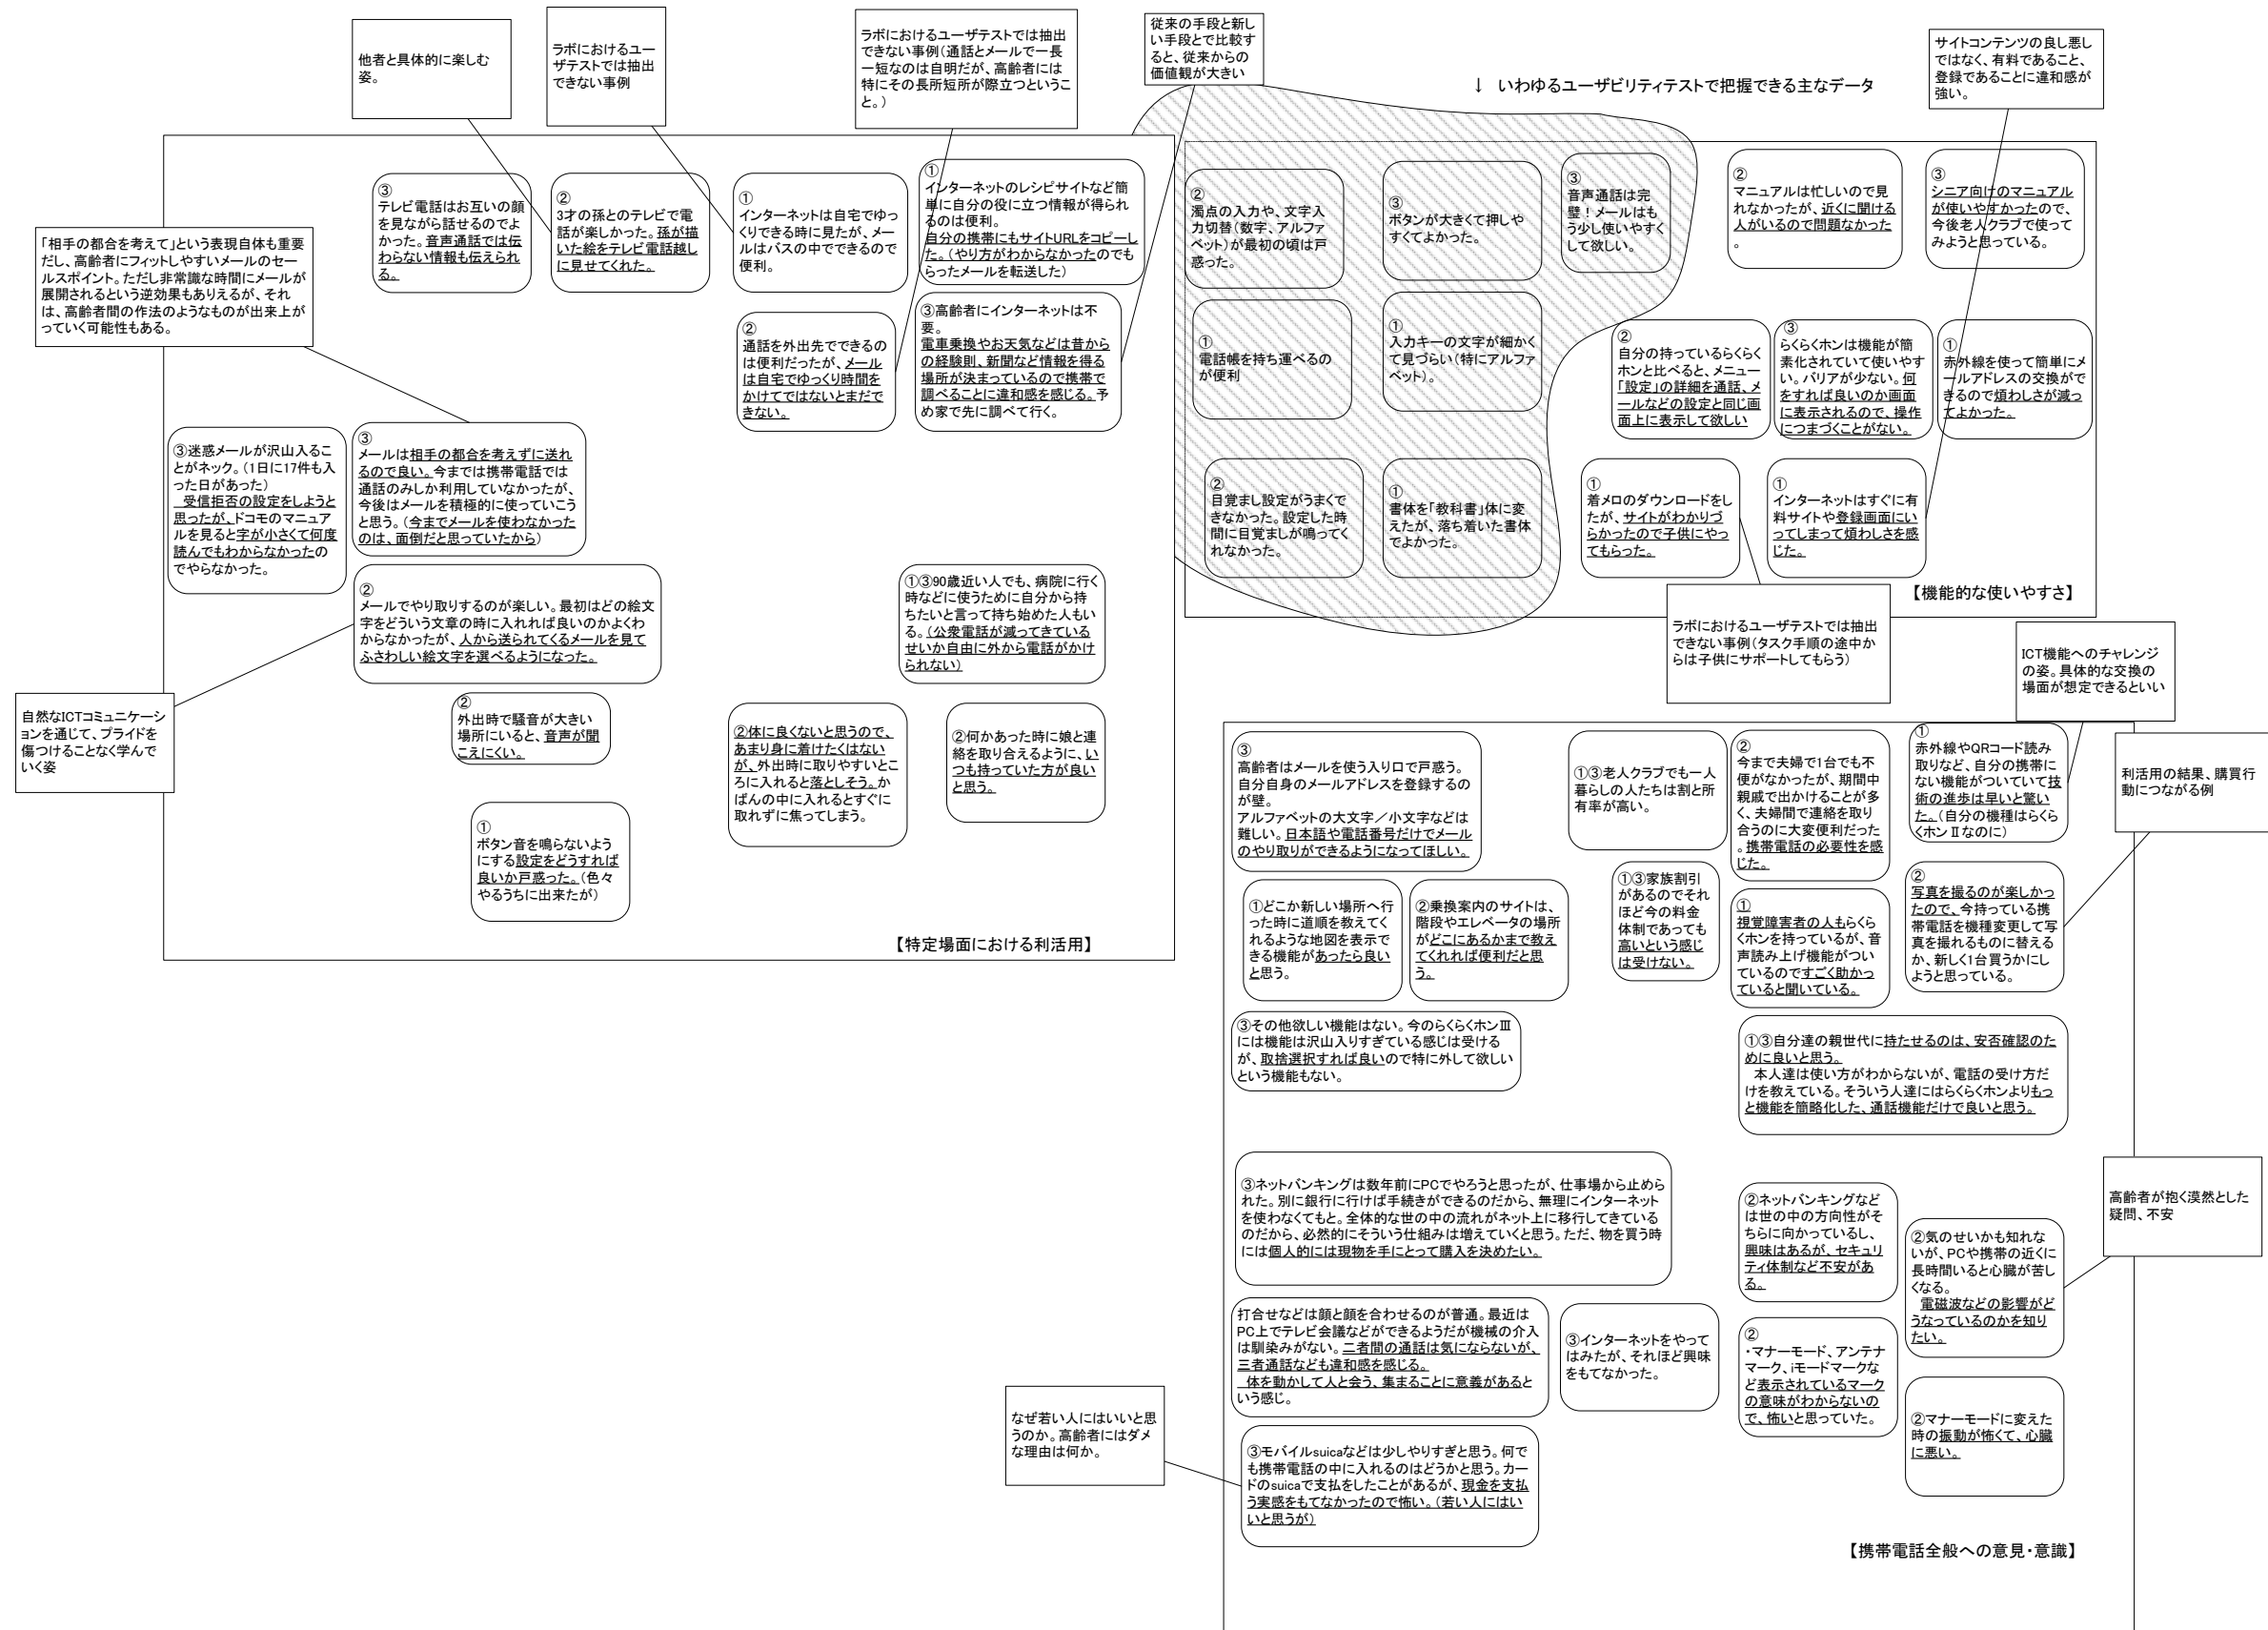 他者と具体的に楽しむ
姿。
ラボにおけるユー
ザテストでは抽出
できない事例
ラボにおけるユーザテストでは抽出
できない事例(通話とメールで一長
一短なのは自明だが、高齢者には
特にその長所短所が際立つというこ
と。)
従来の手段と新し
い手段とで比較す
ると、従来からの
価値観が大きい
↓ いわゆるユーザビリティテストで把握できる主なデータ
サイトコンテンツの良し悪し
ではなく、有料であること、
登録であることに違和感が
強い。
「相手の都合を考えて」という表現自体も重要
だし、高齢者にフィットしやすいメールのセー
ルスポイント。ただし非常識な時間にメールが
展開されるという逆効果もありえるが、それ
は、高齢者間の作法のようなものが出来上が
っていく可能性もある。
③
テレビ電話はお互いの顔
を見ながら話せるのでよ
かった。音声通話では伝
わらない情報も伝えられ
る。
②
3才の孫とのテレビで電
話が楽しかった。孫が描
いた絵をテレビ電話越し
に見せてくれた。
①
インターネットは自宅でゆっ
くりできる時に見たが、メー
ルはバスの中でできるので
便利。
①
インターネットのレシピサイトなど簡
単に自分の役に立つ情報が得られ
るのは便利。
自分の携帯にもサイトURLをコピーし
た。(やり方がわからなかったのでも
らったメールを転送した)
②
通話を外出先でできるの
は便利だったが、メール
は自宅でゆっくり時間を
かけてではないとまだで
きない。
③高齢者にインターネットは不
要。
電車乗換やお天気などは昔から
の経験則、新聞など情報を得る
場所が決まっているので携帯で
調べることに違和感を感じる。予
め家で先に調べて行く。
③迷惑メールが沢山入るこ
とがネック。(1日に17件も入
った日があった)
受信拒否の設定をしようと
思ったが、ドコモのマニュア
ルを見ると字が小さくて何度
読んでもわからなかったの
でやらなかった。
③
メールは相手の都合を考えずに送れ
るので良い。今までは携帯電話では
通話のみしか利用していなかったが、
今後はメールを積極的に使っていこう
と思う。(今までメールを使わなかった
のは、面倒だと思っていたから)
②
メールでやり取りするのが楽しい。最初はどの絵文
字をどういう文章の時に入れれば良いのかよくわ
からなかったが、人から送られてくるメールを見て
ふさわしい絵文字を選べるようになった。
①③90歳近い人でも、病院に行く
時などに使うために自分から持
ちたいと言って持ち始めた人もい
る。(公衆電話が減ってきている
せいか自由に外から電話がかけ
られない)
自然なICTコミュニケーシ
ョンを通じて、プライドを
傷つけることなく学んで
いく姿
②
外出時で騒音が大きい
場所にいると、音声が聞
こえにくい。
②体に良くないと思うので、
あまり身に着けたくはない
が、外出時に取りやすいとこ
ろに入れると落としそう。か
ばんの中に入れるとすぐに
取れずに焦ってしまう。
②何かあった時に娘と連
絡を取り合えるように、い
つも持っていた方が良い
と思う。
①
ボタン音を鳴らないよう
にする設定をどうすれば
良いか戸惑った。(色々
やるうちに出来たが)
【特定場面における利活用】
②
濁点の入力や、文字入
力切替(数字、アルファ
ベット)が最初の頃は戸
惑った。
③
ボタンが大きくて押しや
すくてよかった。
③
音声通話は完
璧!メールはも
う少し使いやすく
して欲しい。
②
マニュアルは忙しいので見
れなかったが、近くに聞ける
人がいるので問題なかった
。
③
シニア向けのマニュアル
が使いやすかったので、
今後老人クラブで使って
みようと思っている。
①
電話帳を持ち運べるの
が便利
①
入力キーの文字が細かく
て見づらい(特にアルファ
ベット)。
②
自分の持っているらくらく
ホンと比べると、メニュー
「設定」の詳細を通話、メ
ールなどの設定と同じ画
面上に表示して欲しい
③
らくらくホンは機能が簡
素化されていて使いやす
い。バリアが少ない。何
をすれば良いのか画面
に表示されるので、操作
につまづくことがない。
①
赤外線を使って簡単にメ
ールアドレスの交換がで
きるので煩わしさが減っ
てよかった。
②
目覚まし設定がうまくで
きなかった。設定した時
間に目覚ましが鳴ってく
れなかった。
①
書体を「教科書」体に変
えたが、落ち着いた書体
でよかった。
①
着メロのダウンロードをし
たが、サイトがわかりづ
らかったので子供にやっ
てもらった。
①
インターネットはすぐに有
料サイトや登録画面にい
ってしまって煩わしさを感
じた。
【機能的な使いやすさ】
ラボにおけるユーザテストでは抽出
できない事例(タスク手順の途中か
らは子供にサポートしてもらう)
ICT機能へのチャレンジ
の姿。具体的な交換の
場面が想定できるといい
③
高齢者はメールを使う入り口で戸惑う。
自分自身のメールアドレスを登録するの
が壁。
アルファベットの大文字/小文字などは
難しい。日本語や電話番号だけでメール
のやり取りができるようになってほしい。
①③老人クラブでも一人
暮らしの人たちは割と所
有率が高い。
②
今まで夫婦で1台でも不
便がなかったが、期間中
親戚で出かけることが多
く、夫婦間で連絡を取り
合うのに大変便利だった
。携帯電話の必要性を感
じた。
①
赤外線やQRコード読み
取りなど、自分の携帯に
ない機能がついていて技
術の進歩は早いと驚い
た。(自分の機種はらくら
くホンⅡなのに)
利活用の結果、購買行
動につながる例
①どこか新しい場所へ行
った時に道順を教えてく
れるような地図を表示で
きる機能があったら良い
と思う。
②乗換案内のサイトは、
階段やエレベータの場所
がどこにあるかまで教え
てくれれば便利だと思
う。
①③家族割引
があるのでそれ
ほど今の料金
体制であっても
高いという感じ
は受けない。
①
視覚障害者の人もらくら
くホンを持っているが、音
声読み上げ機能がつい
ているのですごく助かっ
ていると聞いている。
②
写真を撮るのが楽しかっ
たので、今持っている携
帯電話を機種変更して写
真を撮れるものに替える
か、新しく1台買うかにし
ようと思っている。
③その他欲しい機能はない。今のらくらくホンⅢ
には機能は沢山入りすぎている感じは受ける
が、取捨選択すれば良いので特に外して欲しい
という機能もない。
①③自分達の親世代に持たせるのは、安否確認のた
めに良いと思う。
本人達は使い方がわからないが、電話の受け方だ
けを教えている。そういう人達にはらくらくホンよりもっ
と機能を簡略化した、通話機能だけで良いと思う。
③ネットバンキングは数年前にPCでやろうと思ったが、仕事場から止めら
れた。別に銀行に行けば手続きができるのだから、無理にインターネット
を使わなくてもと。全体的な世の中の流れがネット上に移行してきている
のだから、必然的にそういう仕組みは増えていくと思う。ただ、物を買う時
には個人的には現物を手にとって購入を決めたい。
②ネットバンキングなど
は世の中の方向性がそ
ちらに向かっているし、
興味はあるが、セキュリ
ティ体制など不安があ
る。
②気のせいかも知れな
いが、PCや携帯の近くに
長時間いると心臓が苦し
くなる。
電磁波などの影響がど
うなっているのかを知り
たい。
高齢者が抱く漠然とした
疑問、不安
打合せなどは顔と顔を合わせるのが普通。最近は
PC上でテレビ会議などができるようだが機械の介入
は馴染みがない。二者間の通話は気にならないが、
三者通話なども違和感を感じる。
体を動かして人と会う、集まることに意義があると
いう感じ。
③インターネットをやって
はみたが、それほど興味
をもてなかった。
②
・マナーモード、アンテナ
マーク、iモードマークな
ど表示されているマーク
の意味がわからないの
で、怖いと思っていた。
②マナーモードに変えた
時の振動が怖くて、心臓
に悪い。
なぜ若い人にはいいと思
うのか。高齢者にはダメ
な理由は何か。
③モバイルsuicaなどは少しやりすぎと思う。何で
も携帯電話の中に入れるのはどうかと思う。カー
ドのsuicaで支払をしたことがあるが、現金を支払
う実感をもてなかったので怖い。(若い人にはい
いと思うが)
【携帯電話全般への意見・意識】